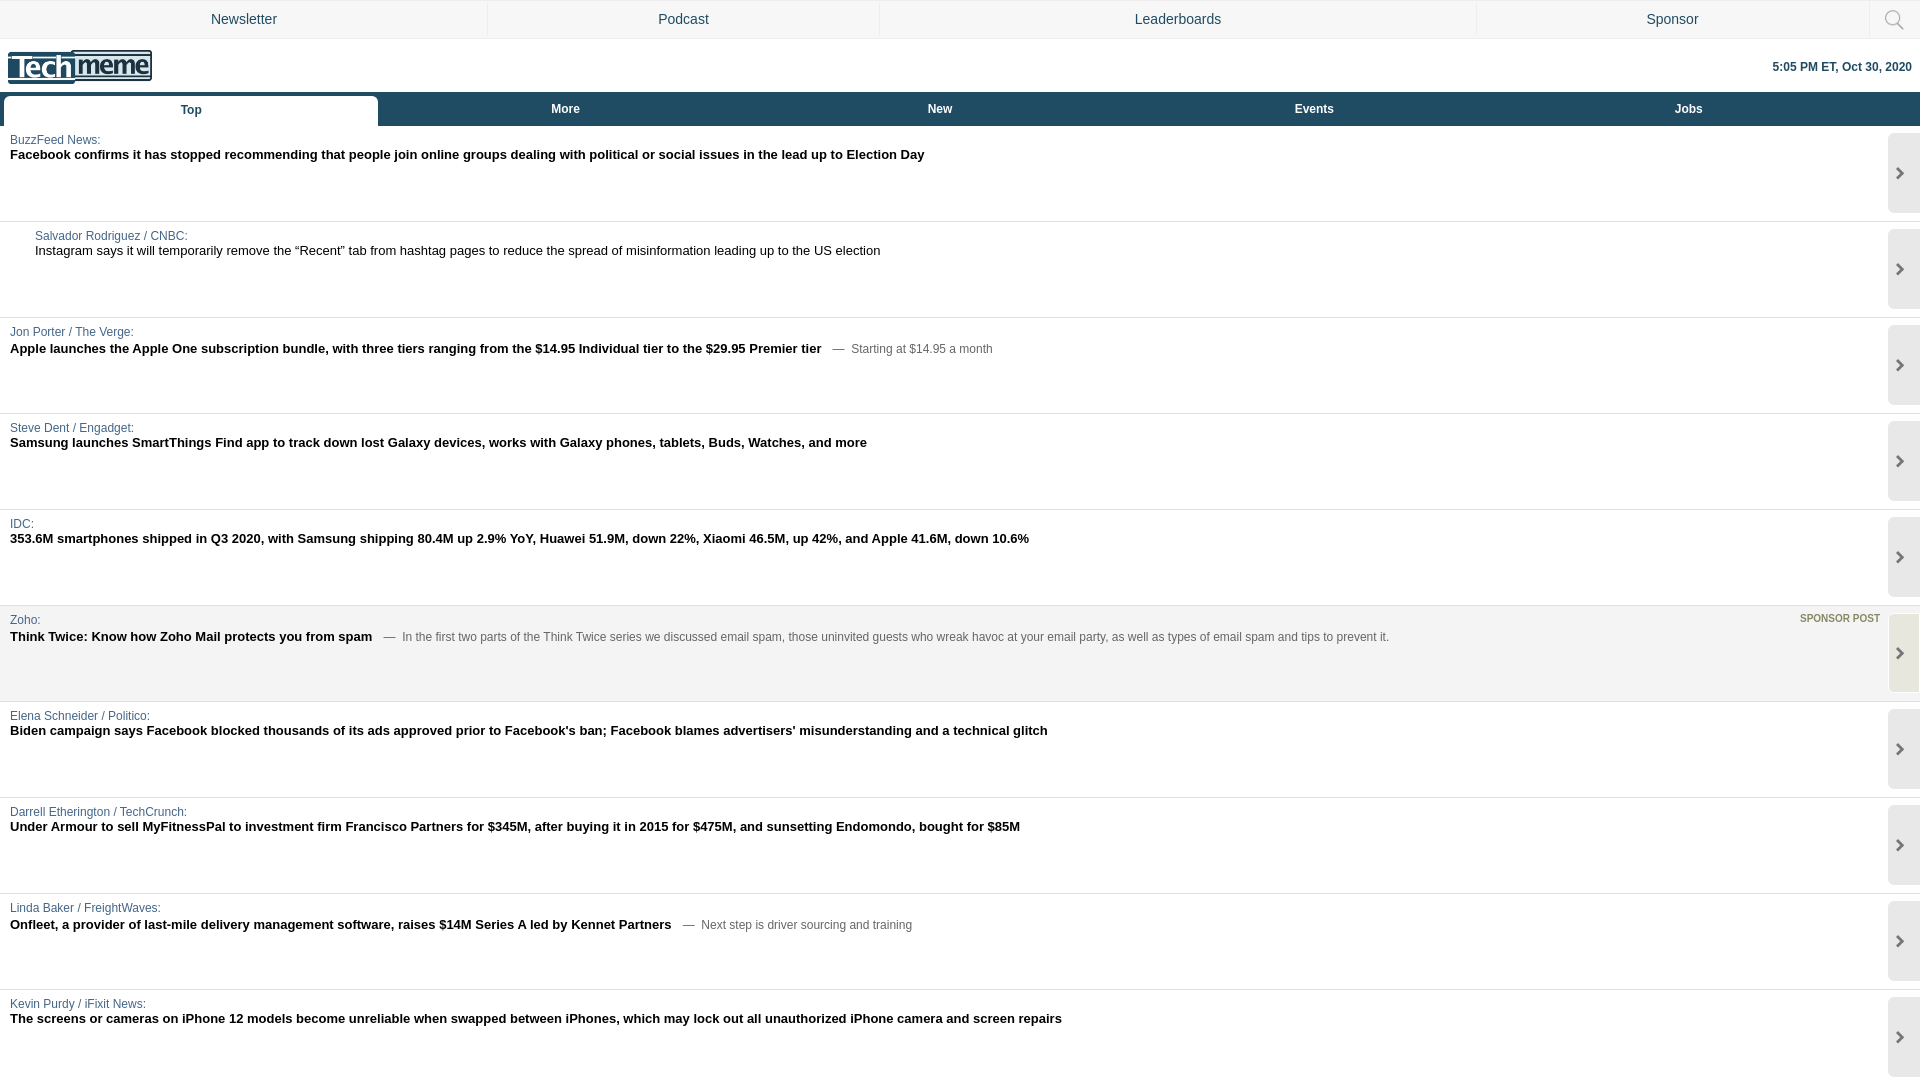 Newsletter
Podcast
Leaderboards
Sponsor
Techmeme
5:05 PM ET, Oct 30, 2020
Top
More
New
Events
Jobs
BuzzFeed News:
Facebook confirms it has stopped recommending that people join online groups dealing with political or social issues in the lead up to Election Day
Salvador Rodriguez / CNBC:
Instagram says it will temporarily remove the “Recent” tab from hashtag pages to reduce the spread of misinformation leading up to the US election
Jon Porter / The Verge:
Apple launches the Apple One subscription bundle, with three tiers ranging from the $14.95 Individual tier to the $29.95 Premier tier — Starting at $14.95 a month
Steve Dent / Engadget:
Samsung launches SmartThings Find app to track down lost Galaxy devices, works with Galaxy phones, tablets, Buds, Watches, and more
IDC:
353.6M smartphones shipped in Q3 2020, with Samsung shipping 80.4M up 2.9% YoY, Huawei 51.9M, down 22%, Xiaomi 46.5M, up 42%, and Apple 41.6M, down 10.6%
Zoho:
SPONSOR POST
Think Twice: Know how Zoho Mail protects you from spam — In the first two parts of the Think Twice series we discussed email spam, those uninvited guests who wreak havoc at your email party, as well as types of email spam and tips to prevent it.
Elena Schneider / Politico:
Biden campaign says Facebook blocked thousands of its ads approved prior to Facebook's ban; Facebook blames advertisers' misunderstanding and a technical glitch
Darrell Etherington / TechCrunch:
Under Armour to sell MyFitnessPal to investment firm Francisco Partners for $345M, after buying it in 2015 for $475M, and sunsetting Endomondo, bought for $85M
Linda Baker / FreightWaves:
Onfleet, a provider of last-mile delivery management software, raises $14M Series A led by Kennet Partners — Next step is driver sourcing and training
Kevin Purdy / iFixit News:
The screens or cameras on iPhone 12 models become unreliable when swapped between iPhones, which may lock out all unauthorized iPhone camera and screen repairs